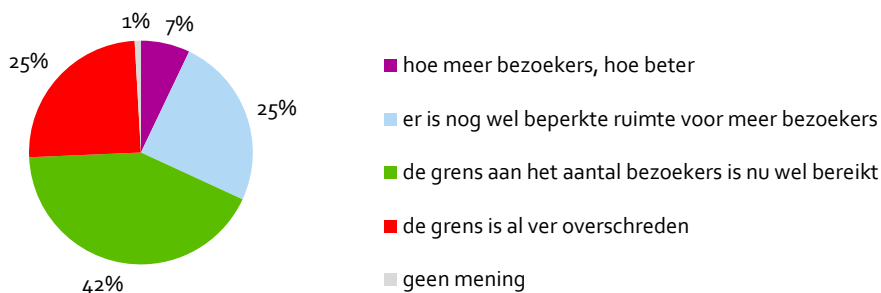 1%
7%
25%
25%
42%
hoe meer bezoekers, hoe beter
er is nog wel beperkte ruimte voor meer bezoekers
de grens aan het aantal bezoekers is nu wel bereikt
de grens is al ver overschreden
geen mening